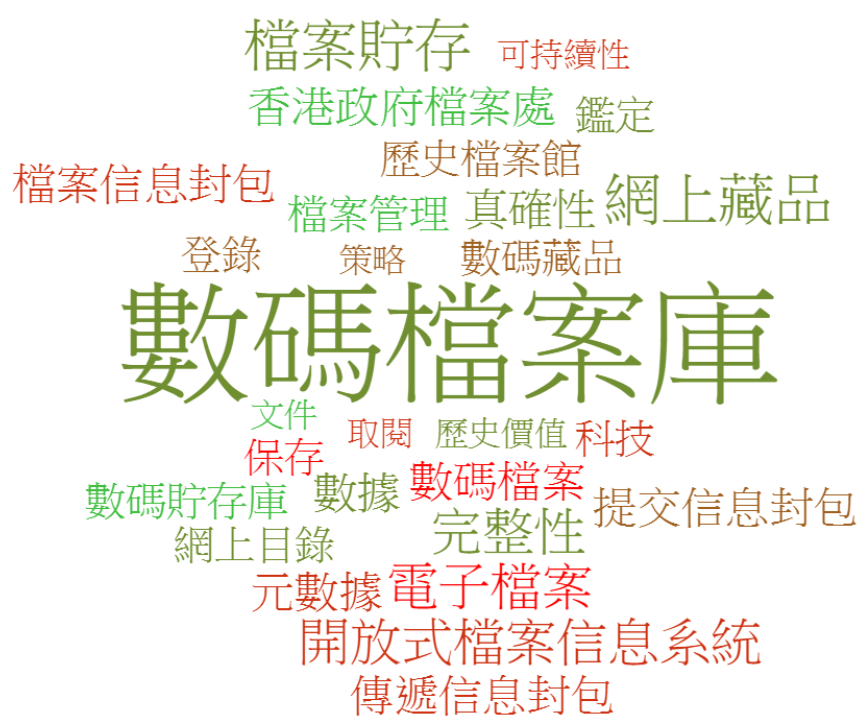 檔案貯存 可持續性
香港政府檔案處 鑑定
歷史檔案館
檔案信息封包 檔案管理 真確性 網上藏品
登錄 策略 數碼藏品
數碼檔案庫
文件 取閱 歷史價值 科技
保存 數碼檔案
數碼貯存庫 數據 提交信息封包
網上目錄 完整性
元數據 電子檔案
開放式檔案信息系統
傳遞信息封包